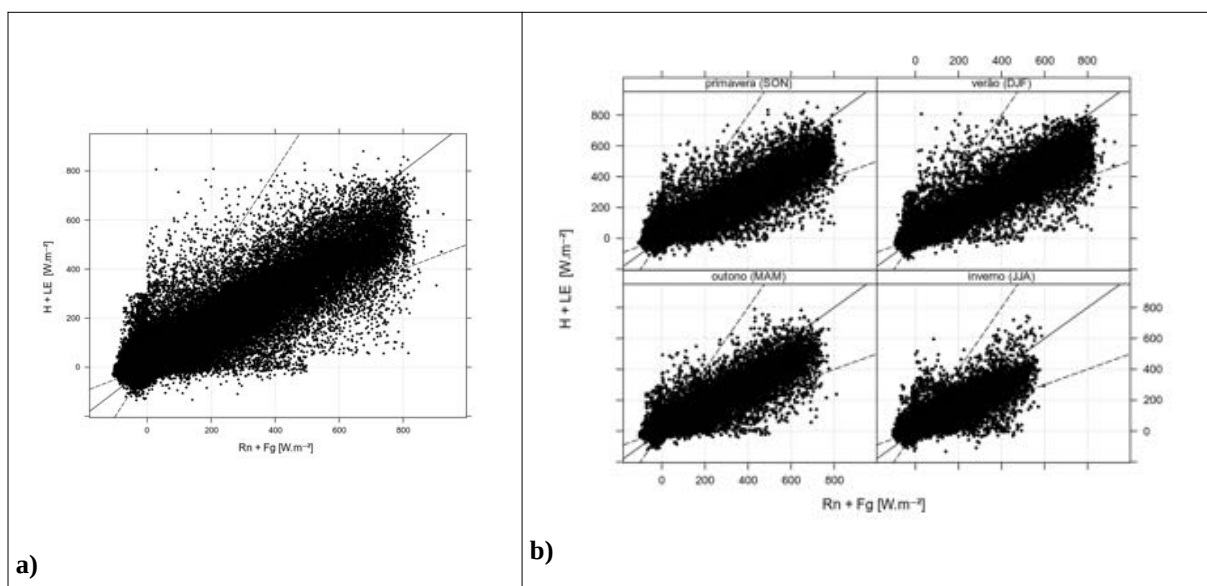 800
600
400
200
0
H + LE [W.m⁻²]
0 200 400 600 800
Rn + Fg [W.m⁻²]
a)
0 200 400 600 800
primavera (SON) verão (DJF)
800
600
400
200
0
outono (MAM) inverno (JJA)
800
600
400
200
0
H + LE [W.m⁻²]
0 200 400 600 800
Rn + Fg [W.m⁻²]
b)